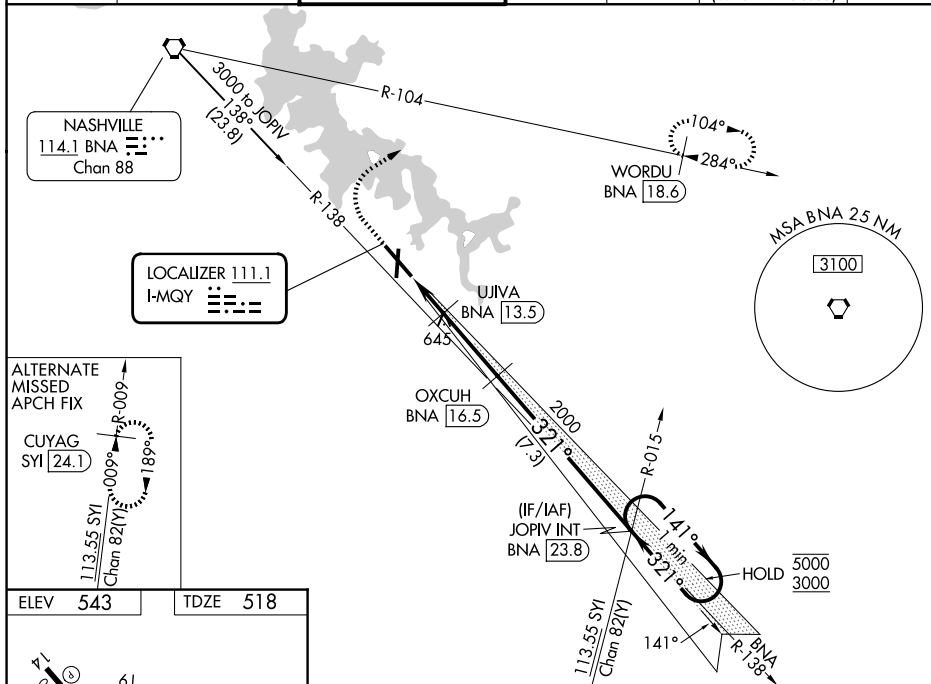 3000 to JOPIV
138°
(23.8)
R-104
NASHVILLE
114.1 BNA
Chan 88
104°
284°
WORDU
BNA 18.6
R-138
MSA BNA 25 NM
3100
LOCALIZER 111.1
I-MQY
UJIVA
BNA 13.5
645
ALTERNATE
MISSED
APCH FIX
R-009
CUYAG
SYI 24.1
009°
189°
113.55 SYI
Chan 82(Y)
OXCUH
BNA 16.5
2000
321°
(7.3)
R-015
(IF/IAF)
JOPIV INT
BNA 23.8
141°
1 min
321°
HOLD 5000
3000
113.55 SYI
Chan 82(Y)
141°
BNA
R-138
ELEV 543
TDZE 518
14
P
19